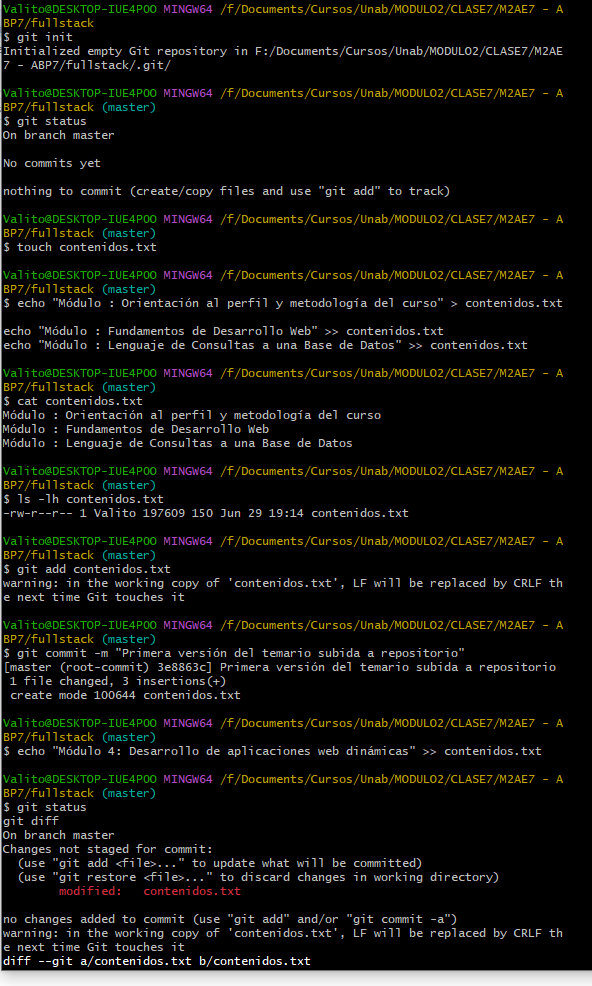 Valito@DESKTOP-IUE4POO MINGW64 /f/Documents/Cursos/Unab/MODULO2/CLASE7/M2AE7 - A
BP7/fullstack
$ git init
Initialized empty Git repository in F:/Documents/Cursos/Unab/MODULO2/CLASE7/M2AE
7 - ABP7/fullstack/.git/

Valito@DESKTOP-IUE4POO MINGW64 /f/Documents/Cursos/Unab/MODULO2/CLASE7/M2AE7 - A
BP7/fullstack (master)
$ git status
On branch master

No commits yet

nothing to commit (create/copy files and use "git add" to track)

Valito@DESKTOP-IUE4POO MINGW64 /f/Documents/Cursos/Unab/MODULO2/CLASE7/M2AE7 - A
BP7/fullstack (master)
$ touch contenidos.txt

Valito@DESKTOP-IUE4POO MINGW64 /f/Documents/Cursos/Unab/MODULO2/CLASE7/M2AE7 - A
BP7/fullstack (master)
$ echo "Módulo : Orientación al perfil y metodología del curso" > contenidos.txt

echo "Módulo : Fundamentos de Desarrollo Web" >> contenidos.txt
echo "Módulo : Lenguaje de Consultas a una Base de Datos" >> contenidos.txt

Valito@DESKTOP-IUE4POO MINGW64 /f/Documents/Cursos/Unab/MODULO2/CLASE7/M2AE7 - A
BP7/fullstack (master)
$ cat contenidos.txt
Módulo : Orientación al perfil y metodología del curso
Módulo : Fundamentos de Desarrollo Web
Módulo : Lenguaje de Consultas a una Base de Datos

Valito@DESKTOP-IUE4POO MINGW64 /f/Documents/Cursos/Unab/MODULO2/CLASE7/M2AE7 - A
BP7/fullstack (master)
$ ls -lh contenidos.txt
-rw-r--r-- 1 Valito 197609 150 Jun 29 19:14 contenidos.txt

Valito@DESKTOP-IUE4POO MINGW64 /f/Documents/Cursos/Unab/MODULO2/CLASE7/M2AE7 - A
BP7/fullstack (master)
$ git add contenidos.txt
warning: in the working copy of 'contenidos.txt', LF will be replaced by CRLF th
e next time Git touches it

Valito@DESKTOP-IUE4POO MINGW64 /f/Documents/Cursos/Unab/MODULO2/CLASE7/M2AE7 - A
BP7/fullstack (master)
$ git commit -m "Primera versión del temario subida a repositorio"
[master (root-commit) 3e8863c] Primera versión del temario subida a repositorio
 1 file changed, 3 insertions(+)
 create mode 100644 contenidos.txt

Valito@DESKTOP-IUE4POO MINGW64 /f/Documents/Cursos/Unab/MODULO2/CLASE7/M2AE7 - A
BP7/fullstack (master)
$ echo "Módulo 4: Desarrollo de aplicaciones web dinámicas" >> contenidos.txt

Valito@DESKTOP-IUE4POO MINGW64 /f/Documents/Cursos/Unab/MODULO2/CLASE7/M2AE7 - A
BP7/fullstack (master)
$ git status
git diff
On branch master
Changes not staged for commit:
  (use "git add <file>..." to update what will be committed)
  (use "git restore <file>..." to discard changes in working directory)
        modified:   contenidos.txt

no changes added to commit (use "git add" and/or "git commit -a")
warning: in the working copy of 'contenidos.txt', LF will be replaced by CRLF th
e next time Git touches it
diff --git a/contenidos.txt b/contenidos.txt